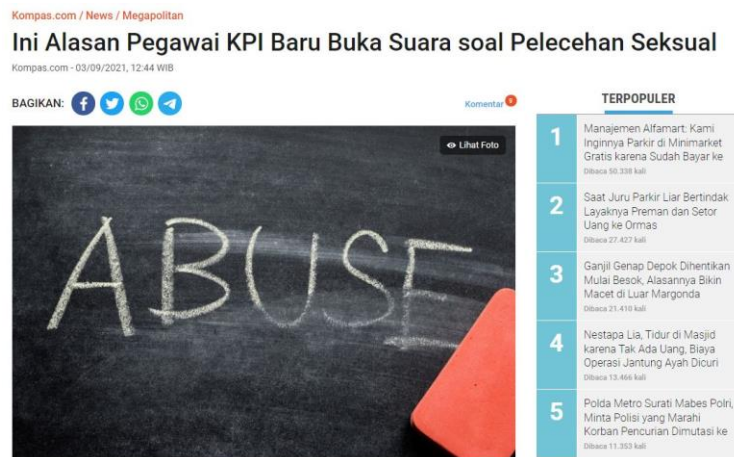 Kompas.com / News / Megapolitan
Ini Alasan Pegawai KPI Baru Buka Suara soal Pelecehan Seksual
Kompas.com - 03/09/2021, 12:44 WIB
BAGIKAN:
Komentar
Lihat Foto
ABUSE
TERPOPULER
1
Manajemen Alfamart: Kami
Inginnya Parkir di Minimarket
Gratis karena Sudah Bayar ke
Dibaca 50.338 kali
2
Saat Juru Parkir Liar Bertindak
Layaknya Preman dan Setor
Uang ke Ormas
Dibaca 27.427 kali
3
Ganjil Genap Depok Dihentikan
Mulai Besok, Alasannya Bikin
Macet di Luar Margonda
Dibaca 21.410 kali
4
Nestapa Lia, Tidur di Masjid
karena Tak Ada Uang, Biaya
Operasi Jantung Ayah Dicuri
Dibaca 13.466 kali
5
Polda Metro Surati Mabes Polri,
Minta Polisi yang Marahi
Korban Pencurian Dimutasi ke
Dibaca 11.353 kali